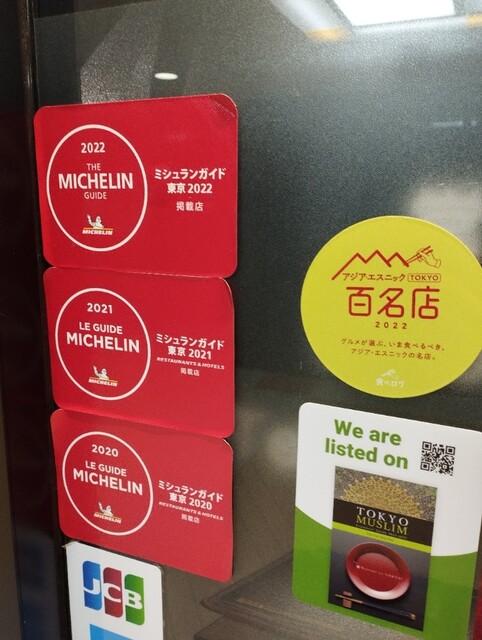 2022
THE
MICHELIN
GUIDE
MICHELIN
ミシュランガイド
東京 2022
掲載店
2021
LE GUIDE
MICHELIN
MICHELIN
ミシュランガイド
東京 2021
RESTAURANTS & HOTELS
掲載店
2020
LE GUIDE
MICHELIN
MICHELIN
ミシュランガイド
東京 2020
RESTAURANTS & HOTELS
掲載店
JCB
アジア・エスニック TOKYO
百名店
2022
グルメが選ぶ、いま食べるべき、
アジア・エスニックの名店。
食べログ
We are
listed on
TOKYO
MUSLIM